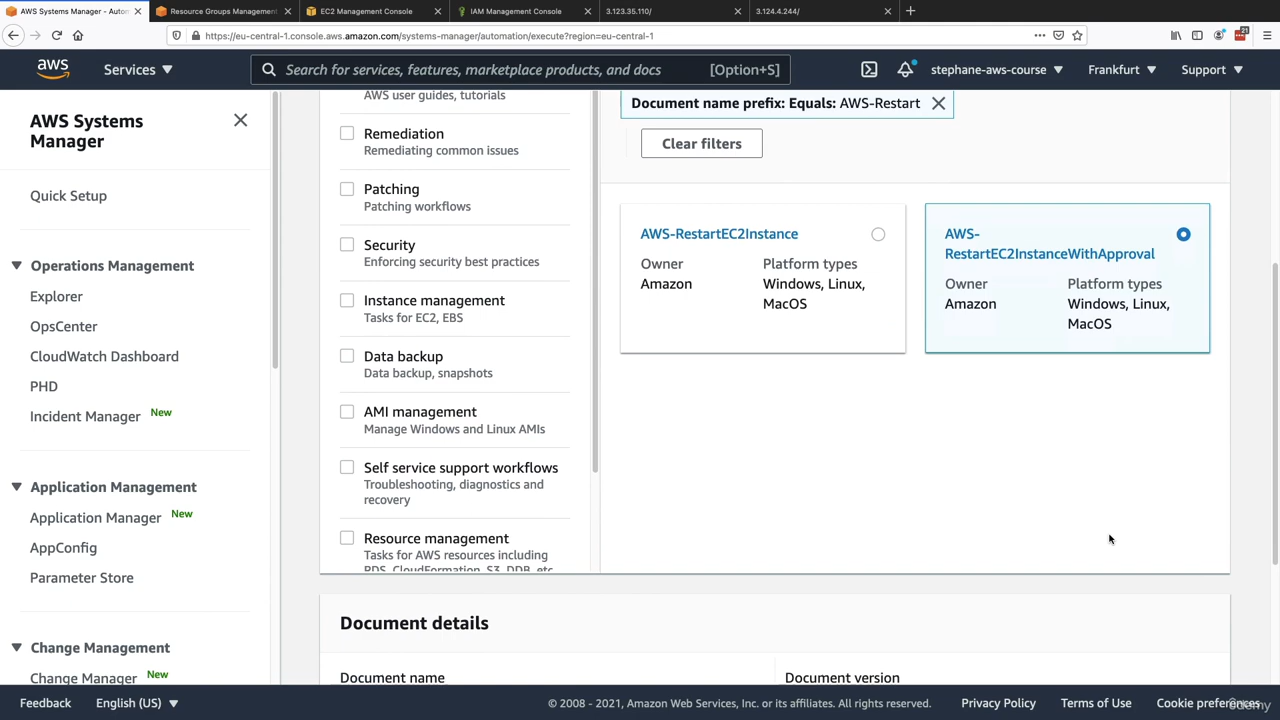 AWS Systems Manager - Auton
Resource Groups Management
EC2 Management Console
IAM Management Console
3.123.35.110/
3.124.4.244/
https://eu-central-1.console.aws.amazon.com/systems-manager/automation/execute?region=eu-central-1
21
aws
Services
Search for services, features, marketplace products, and docs
[Option+S]
stephane-aws-course
Frankfurt
Support
AWS Systems
Manager
Quick Setup
Operations Management
Explorer
OpsCenter
CloudWatch Dashboard
PHD
Incident Manager New
Application Management
Application Manager New
AppConfig
Parameter Store
Change Management
Change Manager New
AWS user guides, tutorials
Remediation
Remediating common issues
Patching
Patching workflows
Security
Enforcing security best practices
Instance management
Tasks for EC2, EBS
Data backup
Data backup, snapshots
AMI management
Manage Windows and Linux AMIs
Self service support workflows
Troubleshooting, diagnostics and
recovery
Resource management
Tasks for AWS resources including
RDS, CloudFormation, S3, DDB, etc
Document name prefix: Equals: AWS-Restart
Clear filters
AWS-RestartEC2Instance
Owner
Amazon
Platform types
Windows, Linux,
MacOS
AWS-
RestartEC2InstanceWithApproval
Owner
Amazon
Platform types
Windows, Linux,
MacOS
Document details
Document name
Document version
Feedback
English (US)
© 2008 - 2021, Amazon Web Services, Inc. or its affiliates. All rights reserved.
Privacy Policy
Terms of Use
Cookie preferences
Udemy